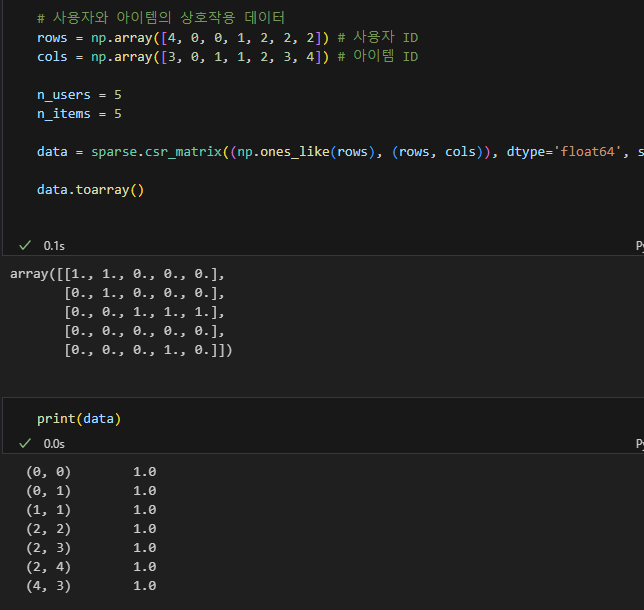 # 사용자와 아이템의 상호작용 데이터
rows = np.array([4, 0, 0, 1, 2, 2, 2]) # 사용자 ID
cols = np.array([3, 0, 1, 1, 2, 3, 4]) # 아이템 ID
n_users = 5
n_items = 5
data = sparse.csr_matrix((np.ones_like(rows), (rows, cols)), dtype='float64', s
data.toarray()
0.1s
array([[1., 1., 0., 0., 0.],
[0., 1., 0., 0., 0.],
[0., 0., 1., 1., 1.],
[0., 0., 0., 0., 0.],
[0., 0., 0., 1., 0.]])
print(data)
0.0s
(0, 0) 1.0
(0, 1) 1.0
(1, 1) 1.0
(2, 2) 1.0
(2, 3) 1.0
(2, 4) 1.0
(4, 3) 1.0